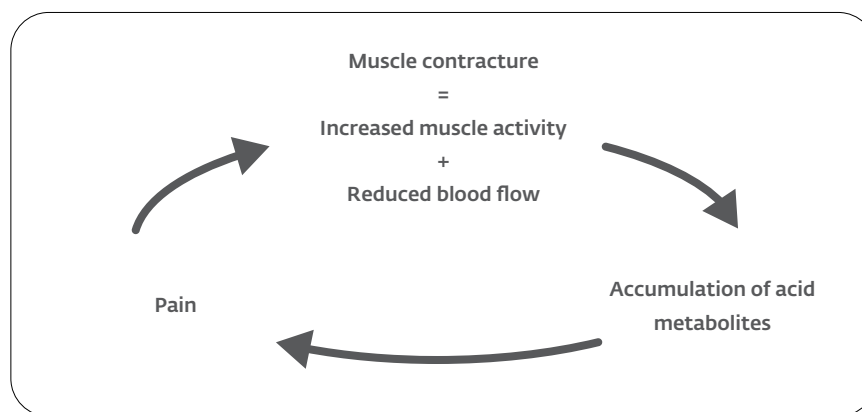 Muscle contracture
=
Increased muscle activity
+
Reduced blood flow
Accumulation of acid
metabolites
Pain